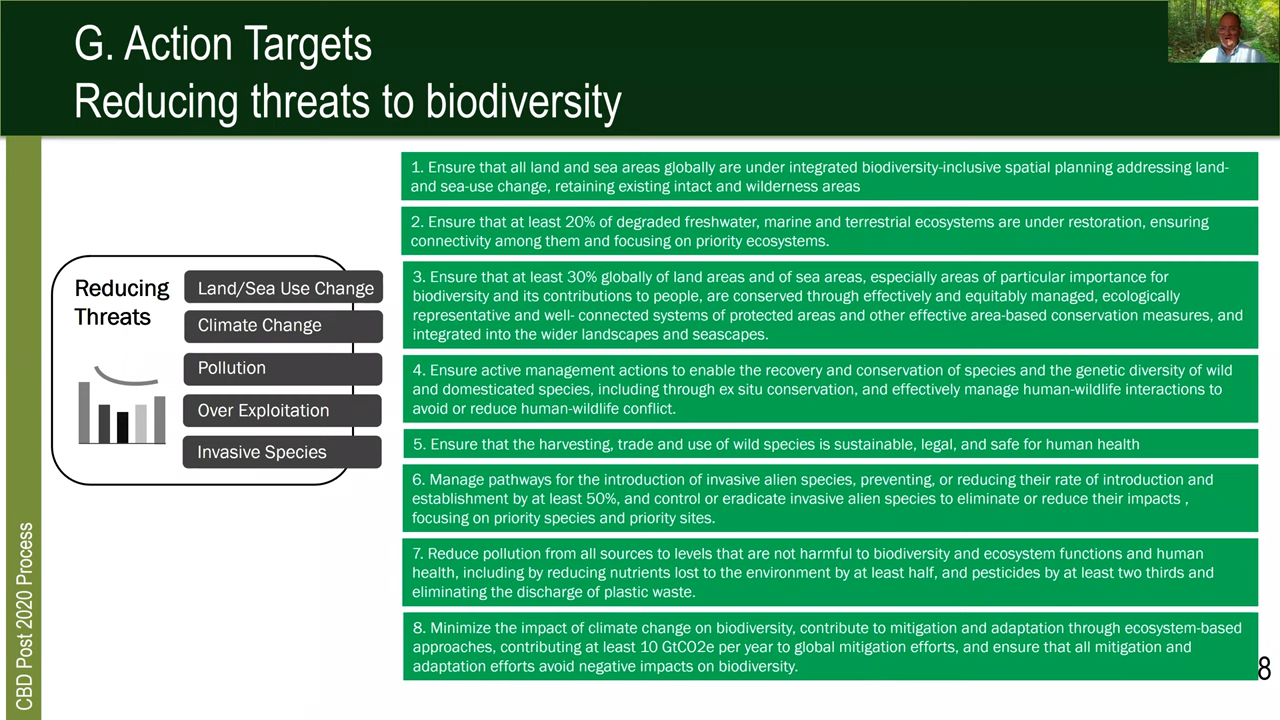 G. Action Targets
Reducing threats to biodiversity
Reducing
Threats
Land/Sea Use Change
Climate Change
Pollution
Over Exploitation
Invasive Species
1. Ensure that all land and sea areas globally are under integrated biodiversity-inclusive spatial planning addressing land-
and sea-use change, retaining existing intact and wilderness areas
2. Ensure that at least 20% of degraded freshwater, marine and terrestrial ecosystems are under restoration, ensuring
connectivity among them and focusing on priority ecosystems.
3. Ensure that at least 30% globally of land areas and of sea areas, especially areas of particular importance for
biodiversity and its contributions to people, are conserved through effectively and equitably managed, ecologically
representative and well- connected systems of protected areas and other effective area-based conservation measures, and
integrated into the wider landscapes and seascapes.
4. Ensure active management actions to enable the recovery and conservation of species and the genetic diversity of wild
and domesticated species, including through ex situ conservation, and effectively manage human-wildlife interactions to
avoid or reduce human-wildlife conflict.
5. Ensure that the harvesting, trade and use of wild species is sustainable, legal, and safe for human health
6. Manage pathways for the introduction of invasive alien species, preventing, or reducing their rate of introduction and
establishment by at least 50%, and control or eradicate invasive alien species to eliminate or reduce their impacts ,
focusing on priority species and priority sites.
7. Reduce pollution from all sources to levels that are not harmful to biodiversity and ecosystem functions and human
health, including by reducing nutrients lost to the environment by at least half, and pesticides by at least two thirds and
eliminating the discharge of plastic waste.
8. Minimize the impact of climate change on biodiversity, contribute to mitigation and adaptation through ecosystem-based
approaches, contributing at least 10 GtCO2e per year to global mitigation efforts, and ensure that all mitigation and
adaptation efforts avoid negative impacts on biodiversity.
CBD Post 2020 Process
8